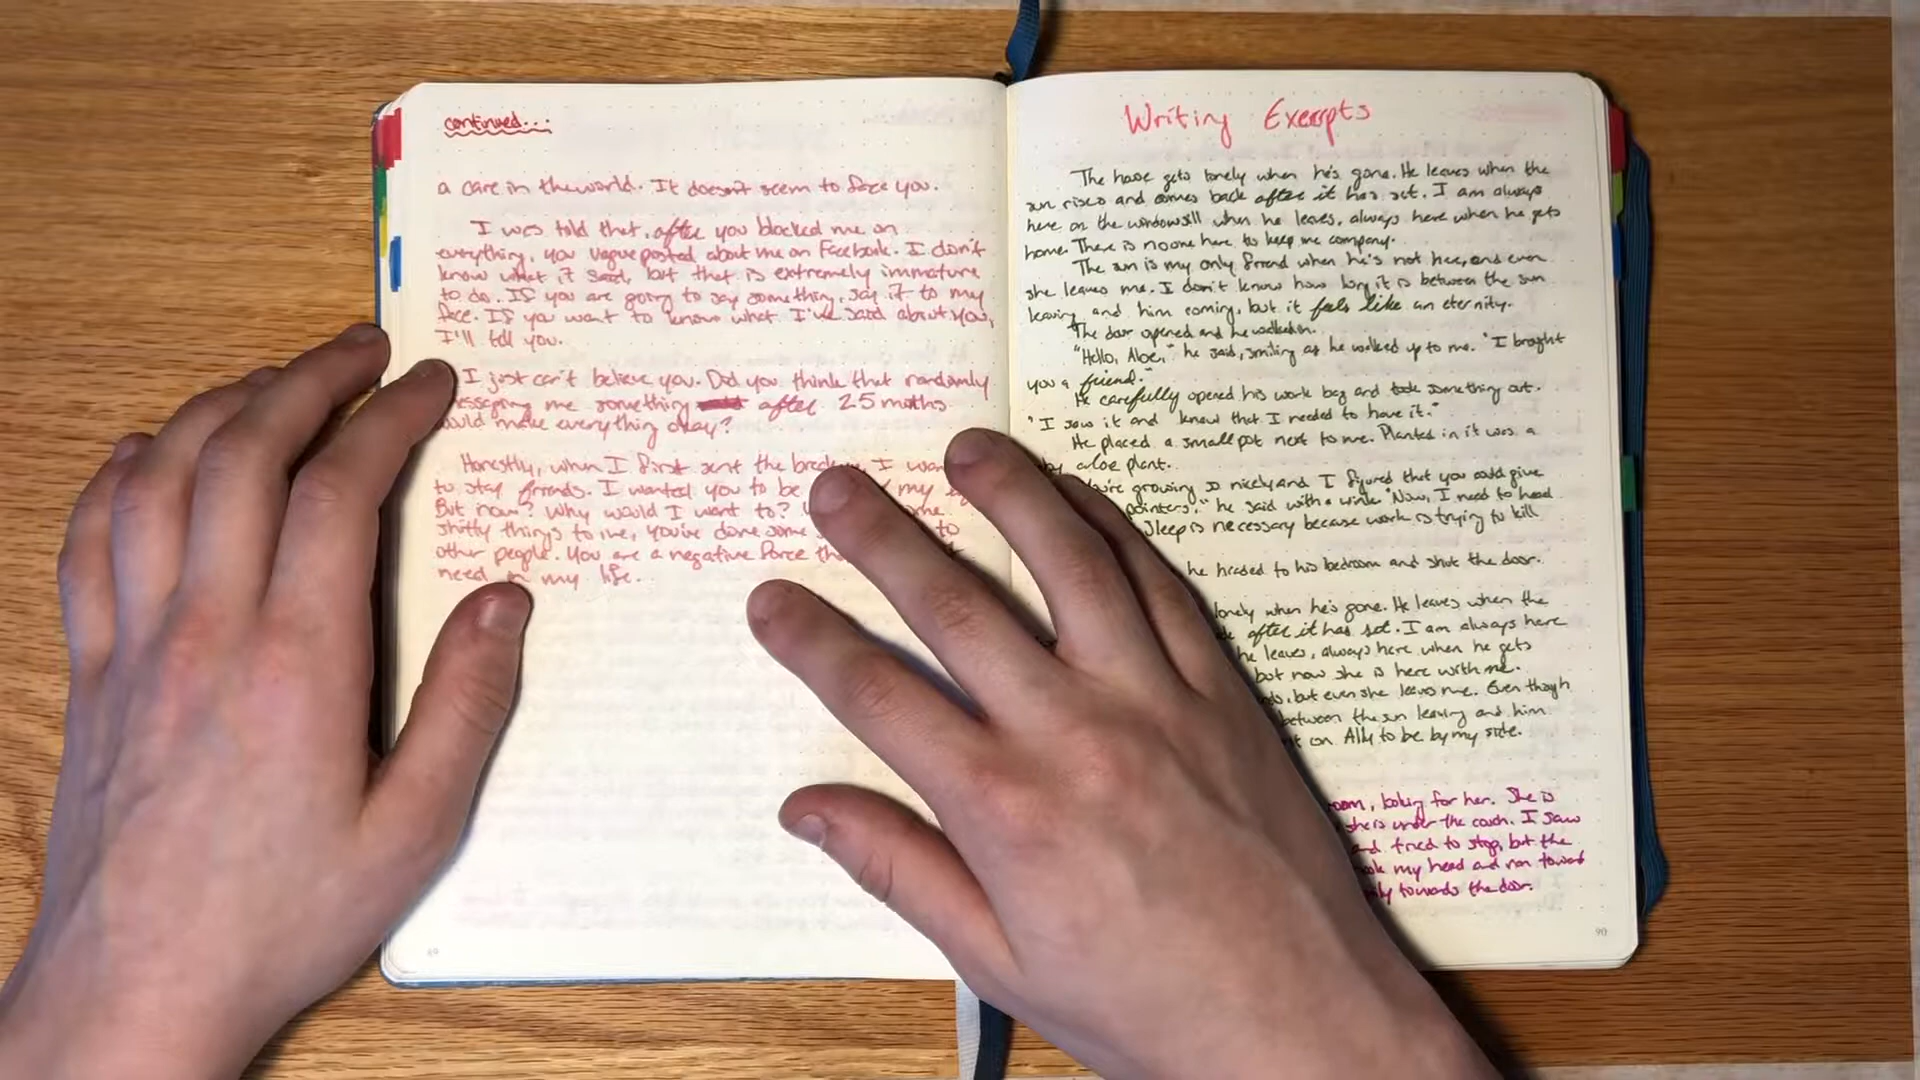 continued...
a care in the world. It doesn't seem to faze you.
I was told that, after you blocked me on
everything, you vague posted about me on Facebook. I don't
know what it said, but that is extremely immature
to do. If you are going to say something, say it to my
face. If you want to know what I've said about you,
I'll tell you.
I just can't believe you. Did you think that randomly
me something after 25 months
make everything okay?
Honestly, when I first sent the I
to stay friends. I wanted you to be my
But now? Why would I want to?
shitty things to me, you've done some to
other people. You are a negative force
need in my life.
89
Writing Exerpts
The house gets lonely when he's gone. He leaves when the
sun rises and comes back after it has set. I am always
here on the windowsill when he leaves, always here when he gets
home. There is no one here to keep me company.
The sun is my only friend when he's not here, and even
she leaves me. I don't know how long it is between the sun
leaving and him coming, but it feels like an eternity.
The door opened and he walked in.
"Hello, Aloe," he said, smiling as he walked up to me. "I brought
you a friend."
He carefully opened his work bag and took something out.
"I saw it and knew that I needed to have it."
He placed a small pot next to me. Planted in it was a
aloe plant.
growing so nicely and I figured that you could give
pointers," he said with a wink. "Now, I need to head
Sleep is necessary because work is trying to kill
he headed to his bedroom and shut the door.
lonely when he's gone. He leaves when the
after it has set. I am always here
he leaves, always here when he gets
but now she is here with me.
but even she leaves me. Even though
between the sun leaving and him
on Ally to be by my side.
looking for her. She is
she is under the couch. I saw
and tried to stop, but the
my head and ran toward
towards the door.
90